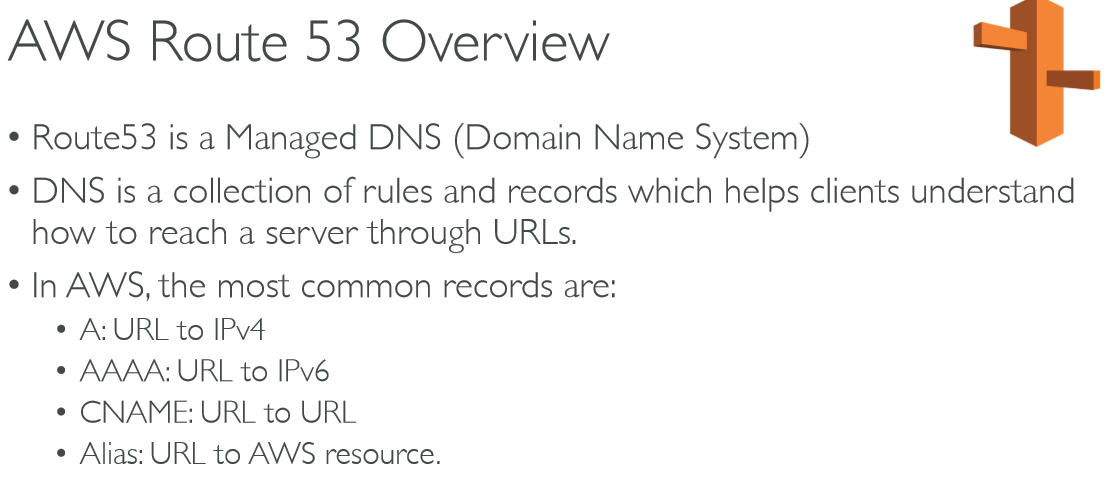 AWS Route 53 Overview
• Route53 is a Managed DNS (Domain Name System)
• DNS is a collection of rules and records which helps clients understand
how to reach a server through URLs.
• In AWS, the most common records are:
• A: URL to IPv4
• AAAA: URL to IPv6
• CNAME: URL to URL
• Alias: URL to AWS resource.